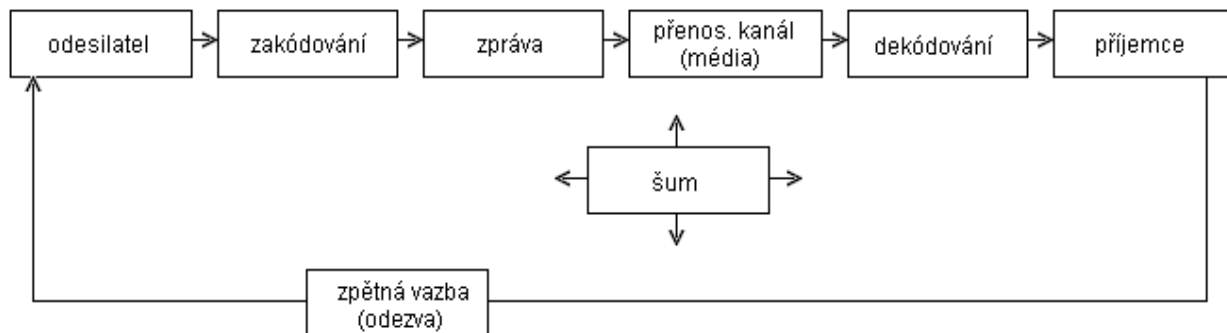 odesilatel
zakódování
zpráva
přenos. kanál
(média)
dekódování
příjemce
šum
zpětná vazba
(odezva)